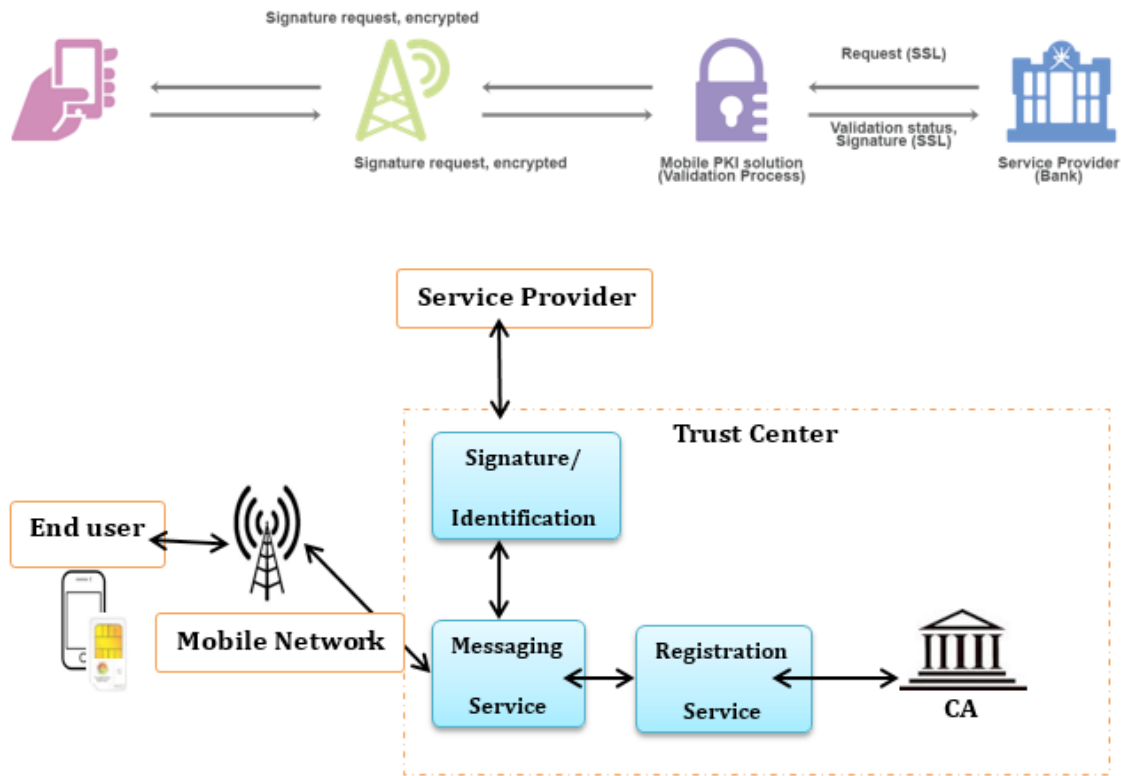 Signature request, encrypted
Request (SSL)
Validation status,
Signature (SSL)
Signature request, encrypted
Mobile PKI solution
(Validation Process)
Service Provider
(Bank)
Service Provider
Trust Center
Signature/
Identification
End user
Mobile Network
Messaging
Service
Registration
Service
CA